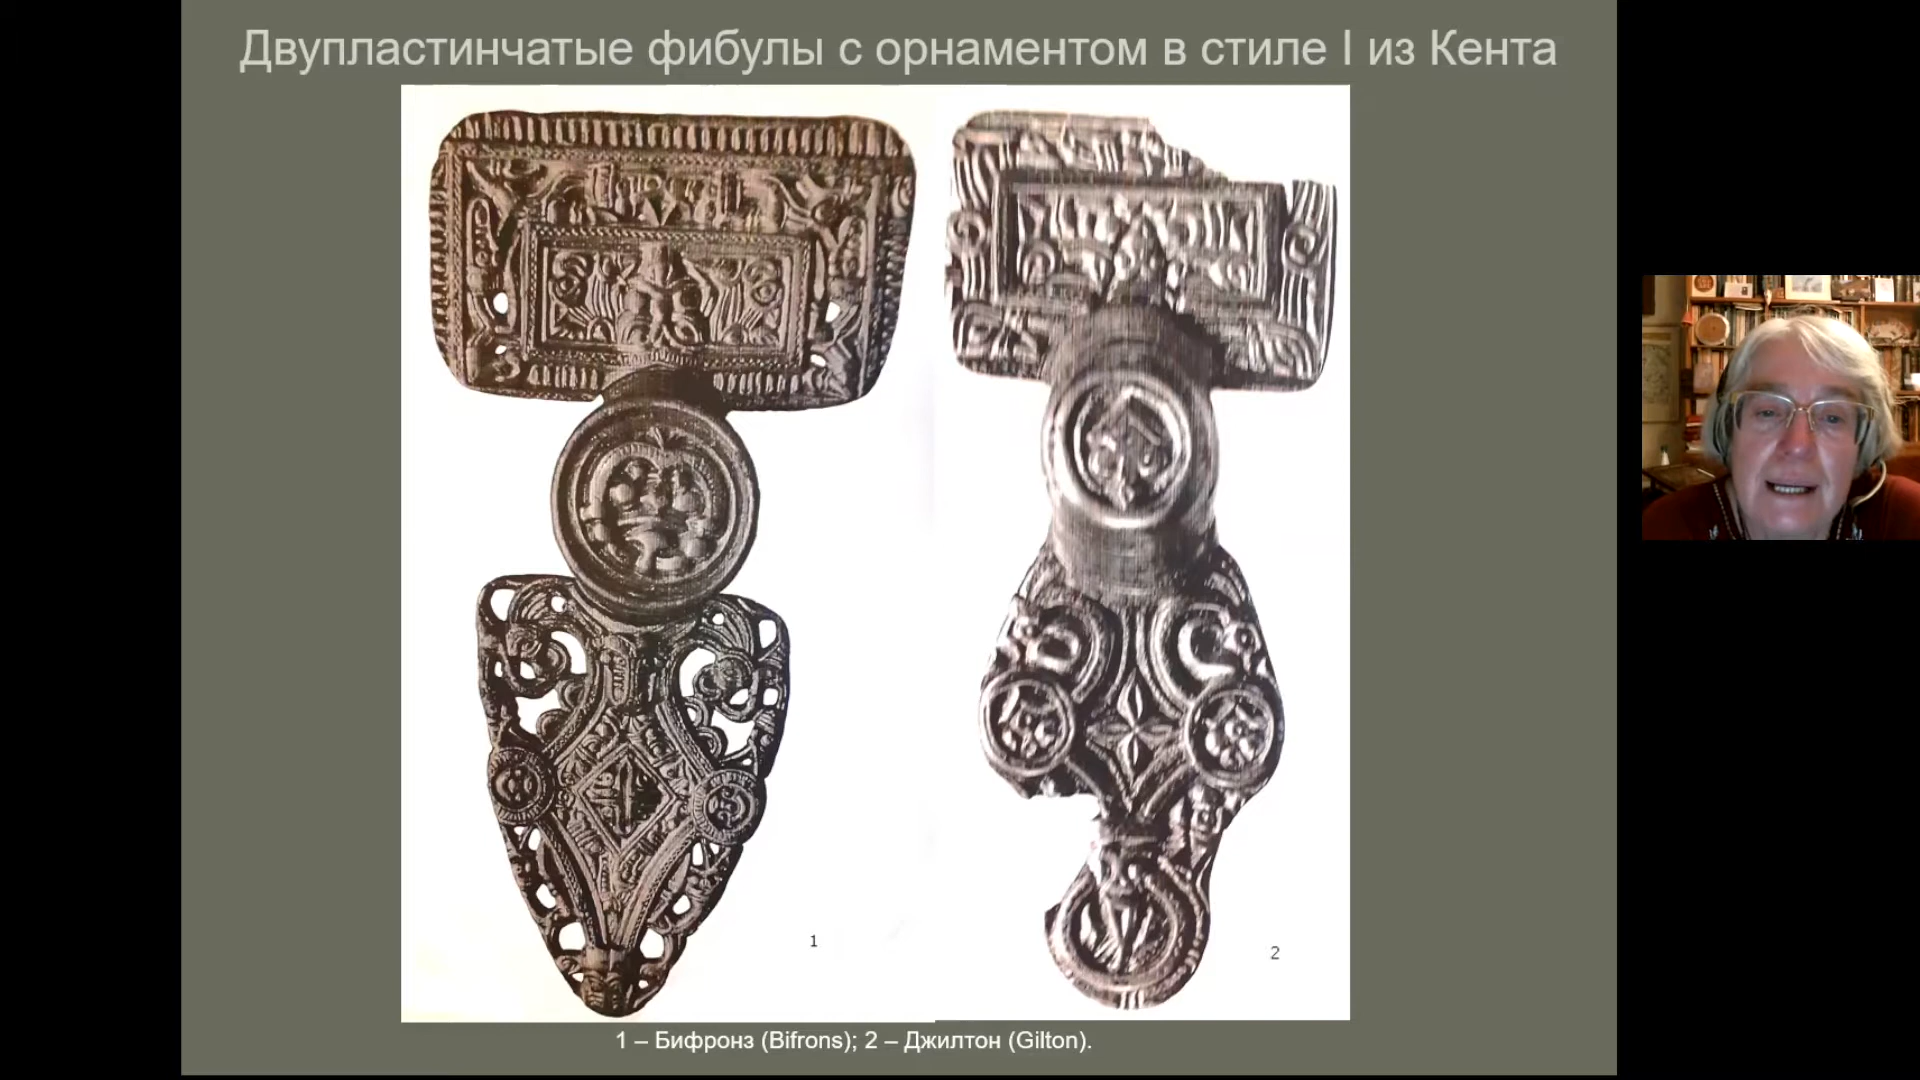 Двупластинчатые фибулы с орнаментом в стиле I из Кента
1
2
1 – Бифронз (Bifrons); 2 – Джилтон (Gilton).